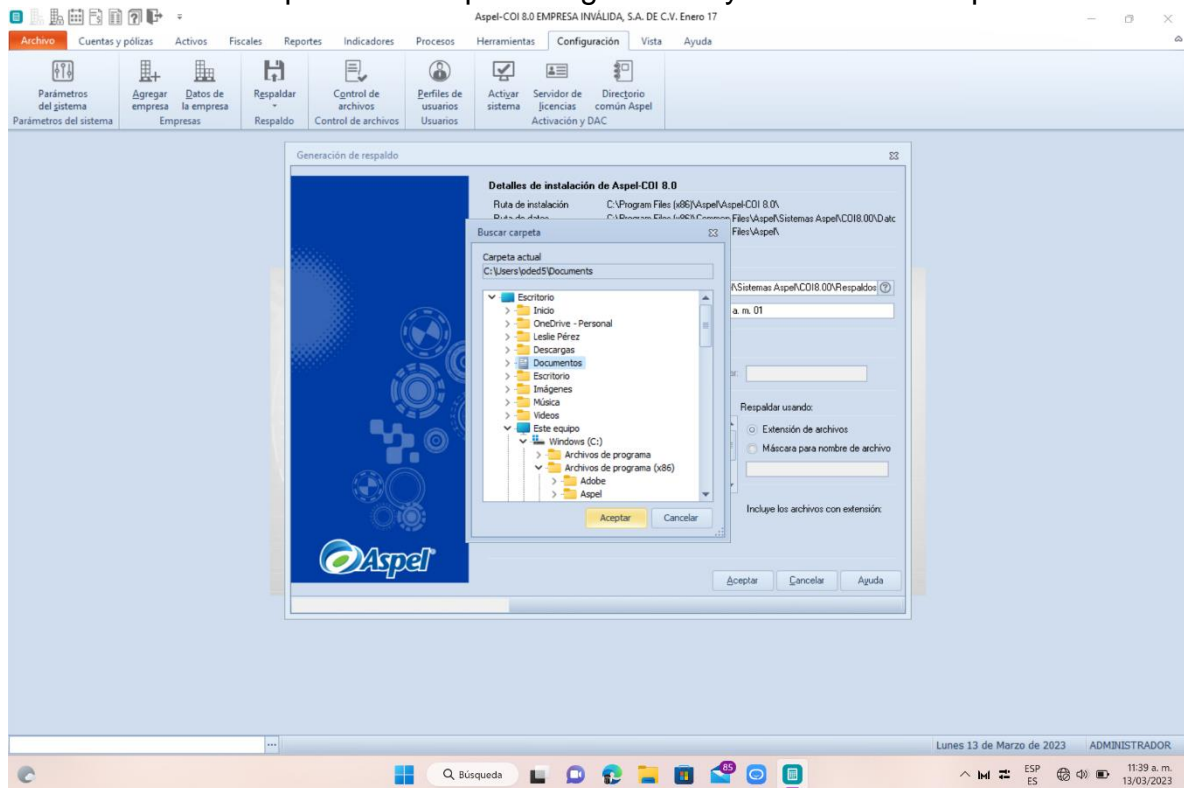 Aspel-COI 8.0 EMPRESA INVÁLIDA, S.A. DE C.V. Enero 17
Archivo Cuentas y pólizas Activos Fiscales Reportes Indicadores Procesos Herramientas Configuración Vista Ayuda
Parámetros del sistema
Agregar empresa
Datos de la empresa
Respaldar
Control de archivos
Perfiles de usuarios
Activar sistema
Servidor de licencias
Directorio común Aspel
Parámetros del sistema Empresas Respaldo Control de archivos Usuarios Activación y DAC
Generación de respaldo
Detalles de instalación de Aspel-COI 8.0
Ruta de instalación C:\Program Files (x86)\Aspel\Aspel-COI 8.0\
Files\Aspel\Sistemas Aspel\COI8.00\Datc
Files\Aspel\
Buscar carpeta
Carpeta actual
C:\Users\oded5\Documents
\Sistemas Aspel\COI8.00\Respaldos
a. m. 01
Escritorio
Inicio
OneDrive - Personal
Leslie Pérez
Descargas
Documentos
Escritorio
Imágenes
Música
Videos
Este equipo
Windows (C:)
Archivos de programa
Archivos de programa (x86)
Adobe
Aspel
Aceptar Cancelar
Respaldar usando:
Extensión de archivos
Máscara para nombre de archivo
Incluye los archivos con extensión:
Aspel
Aceptar Cancelar Ayuda
Lunes 13 de Marzo de 2023 ADMINISTRADOR
Búsqueda
85
ESP
ES
11:39 a. m.
13/03/2023